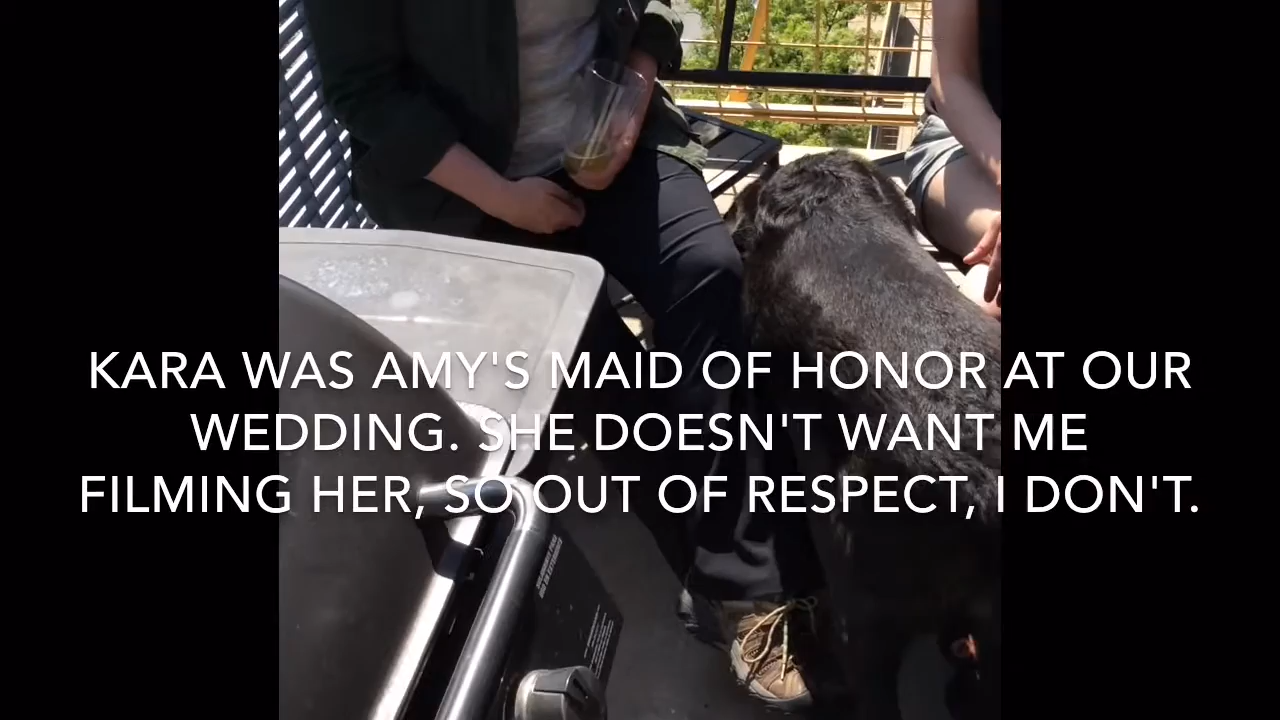 KARA WAS AMY'S MAID OF HONOR AT OUR
WEDDING. SHE DOESN'T WANT ME
FILMING HER, SO OUT OF RESPECT, I DON'T.